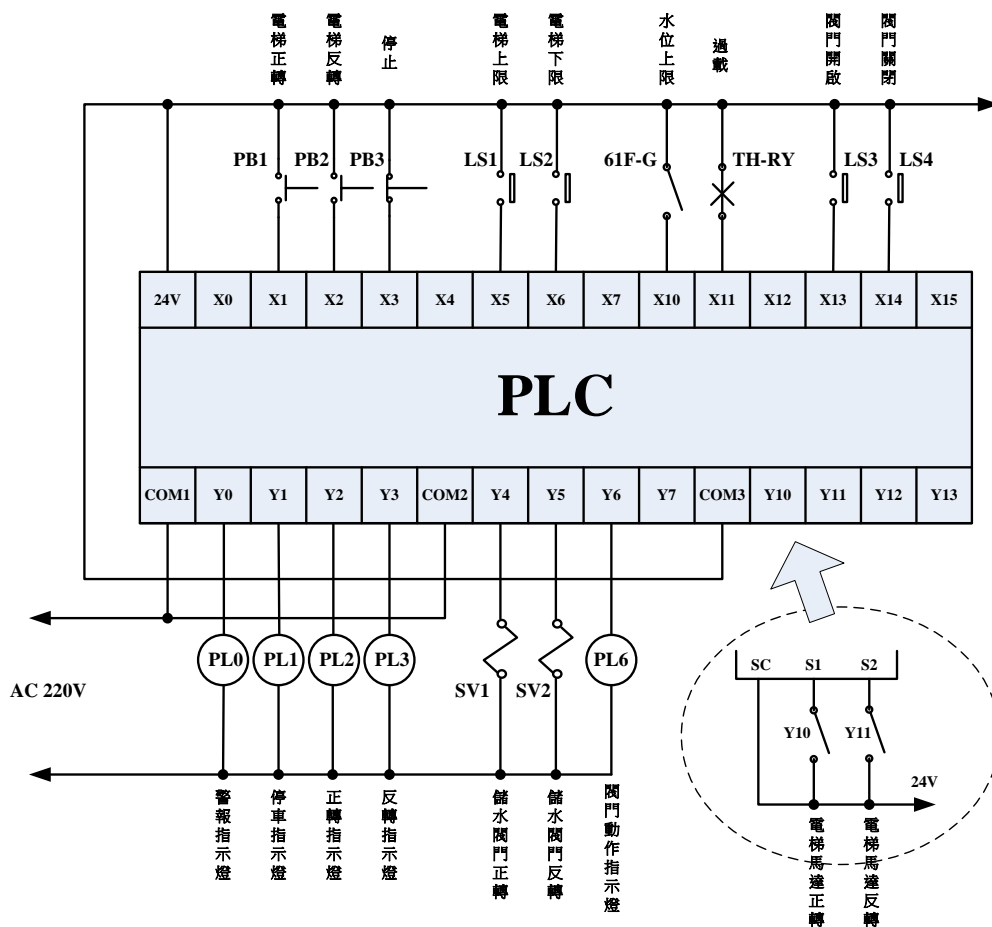 電梯正轉
電梯反轉
停止
電梯上限
電梯下限
水位上限
過載
閥門開啟
閥門關閉
PB1
PB2
PB3
LS1
LS2
61F-G
TH-RY
LS3
LS4
24V
X0
X1
X2
X3
X4
X5
X6
X7
X10
X11
X12
X13
X14
X15
PLC
COM1
Y0
Y1
Y2
Y3
COM2
Y4
Y5
Y6
Y7
COM3
Y10
Y11
Y12
Y13
PL0
PL1
PL2
PL3
SV1
SV2
PL6
AC 220V
SC
S1
S2
Y10
Y11
24V
警報指示燈
停車指示燈
正轉指示燈
反轉指示燈
儲水閥門正轉
儲水閥門反轉
閥門動作指示燈
電梯馬達正轉
電梯馬達反轉